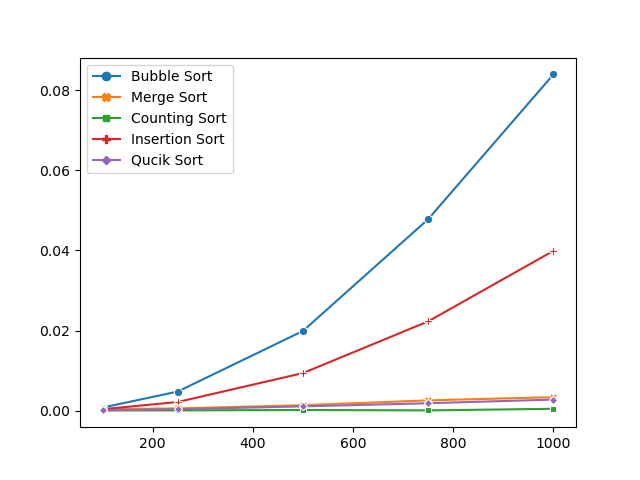 Bubble Sort
Merge Sort
Counting Sort
Insertion Sort
Qucik Sort
0.08
0.06
0.04
0.02
0.00
200 400 600 800 1000